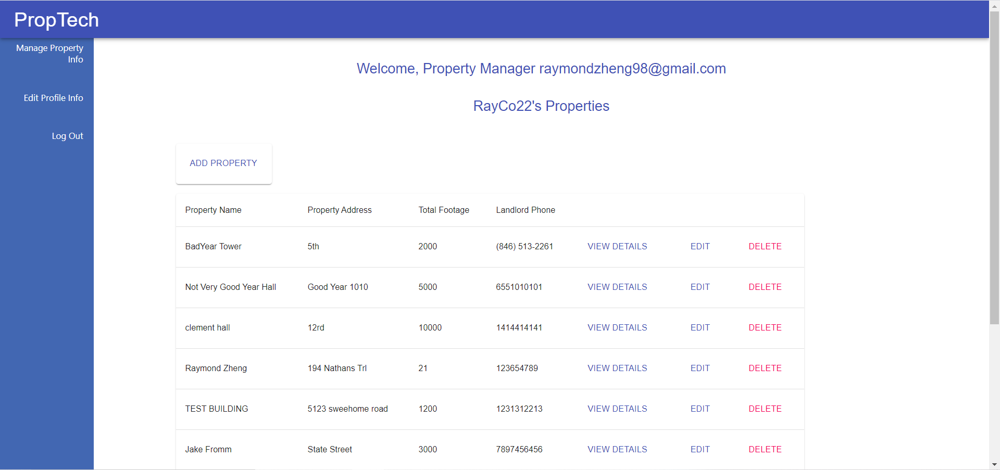 PropTech
Manage Property
Info
Edit Profile Info
Log Out
Welcome, Property Manager raymondzheng98@gmail.com
RayCo22's Properties
ADD PROPERTY
Property Name Property Address Total Footage Landlord Phone
BadYear Tower 5th 2000 (846) 513-2261 VIEW DETAILS EDIT DELETE
Not Very Good Year Hall Good Year 1010 5000 6551010101 VIEW DETAILS EDIT DELETE
clement hall 12rd 10000 1414414141 VIEW DETAILS EDIT DELETE
Raymond Zheng 194 Nathans Trl 21 123654789 VIEW DETAILS EDIT DELETE
TEST BUILDING 5123 sweehome road 1200 1231312213 VIEW DETAILS EDIT DELETE
Jake Fromm State Street 3000 7897456456 VIEW DETAILS EDIT DELETE